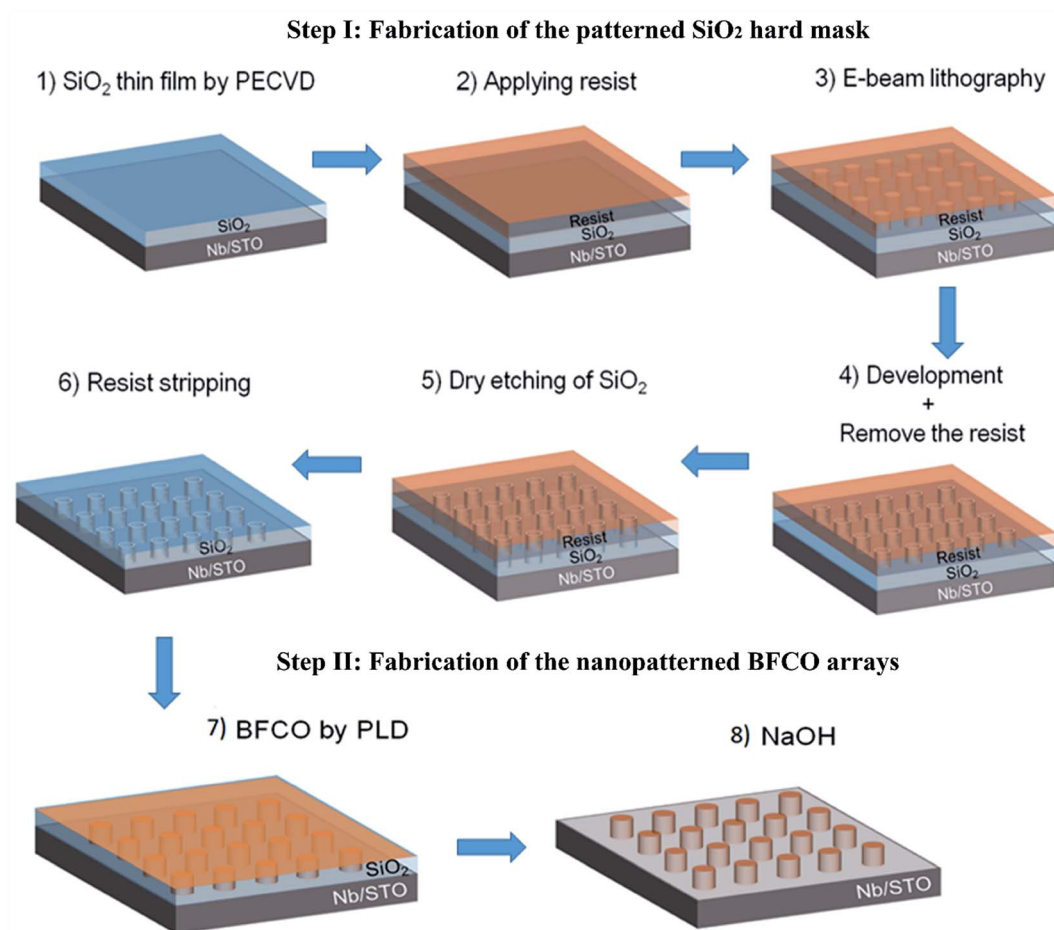 Step I: Fabrication of the patterned SiO₂ hard mask
1) SiO₂ thin film by PECVD
SiO₂
Nb/STO
2) Applying resist
Resist
SiO₂
Nb/STO
3) E-beam lithography
Resist
SiO₂
Nb/STO
4) Development
+
Remove the resist
Resist
SiO₂
Nb/STO
5) Dry etching of SiO₂
Resist
SiO₂
Nb/STO
6) Resist stripping
SiO₂
Nb/STO
Step II: Fabrication of the nanopatterned BFCO arrays
7) BFCO by PLD
SiO₂
Nb/STO
8) NaOH
Nb/STO